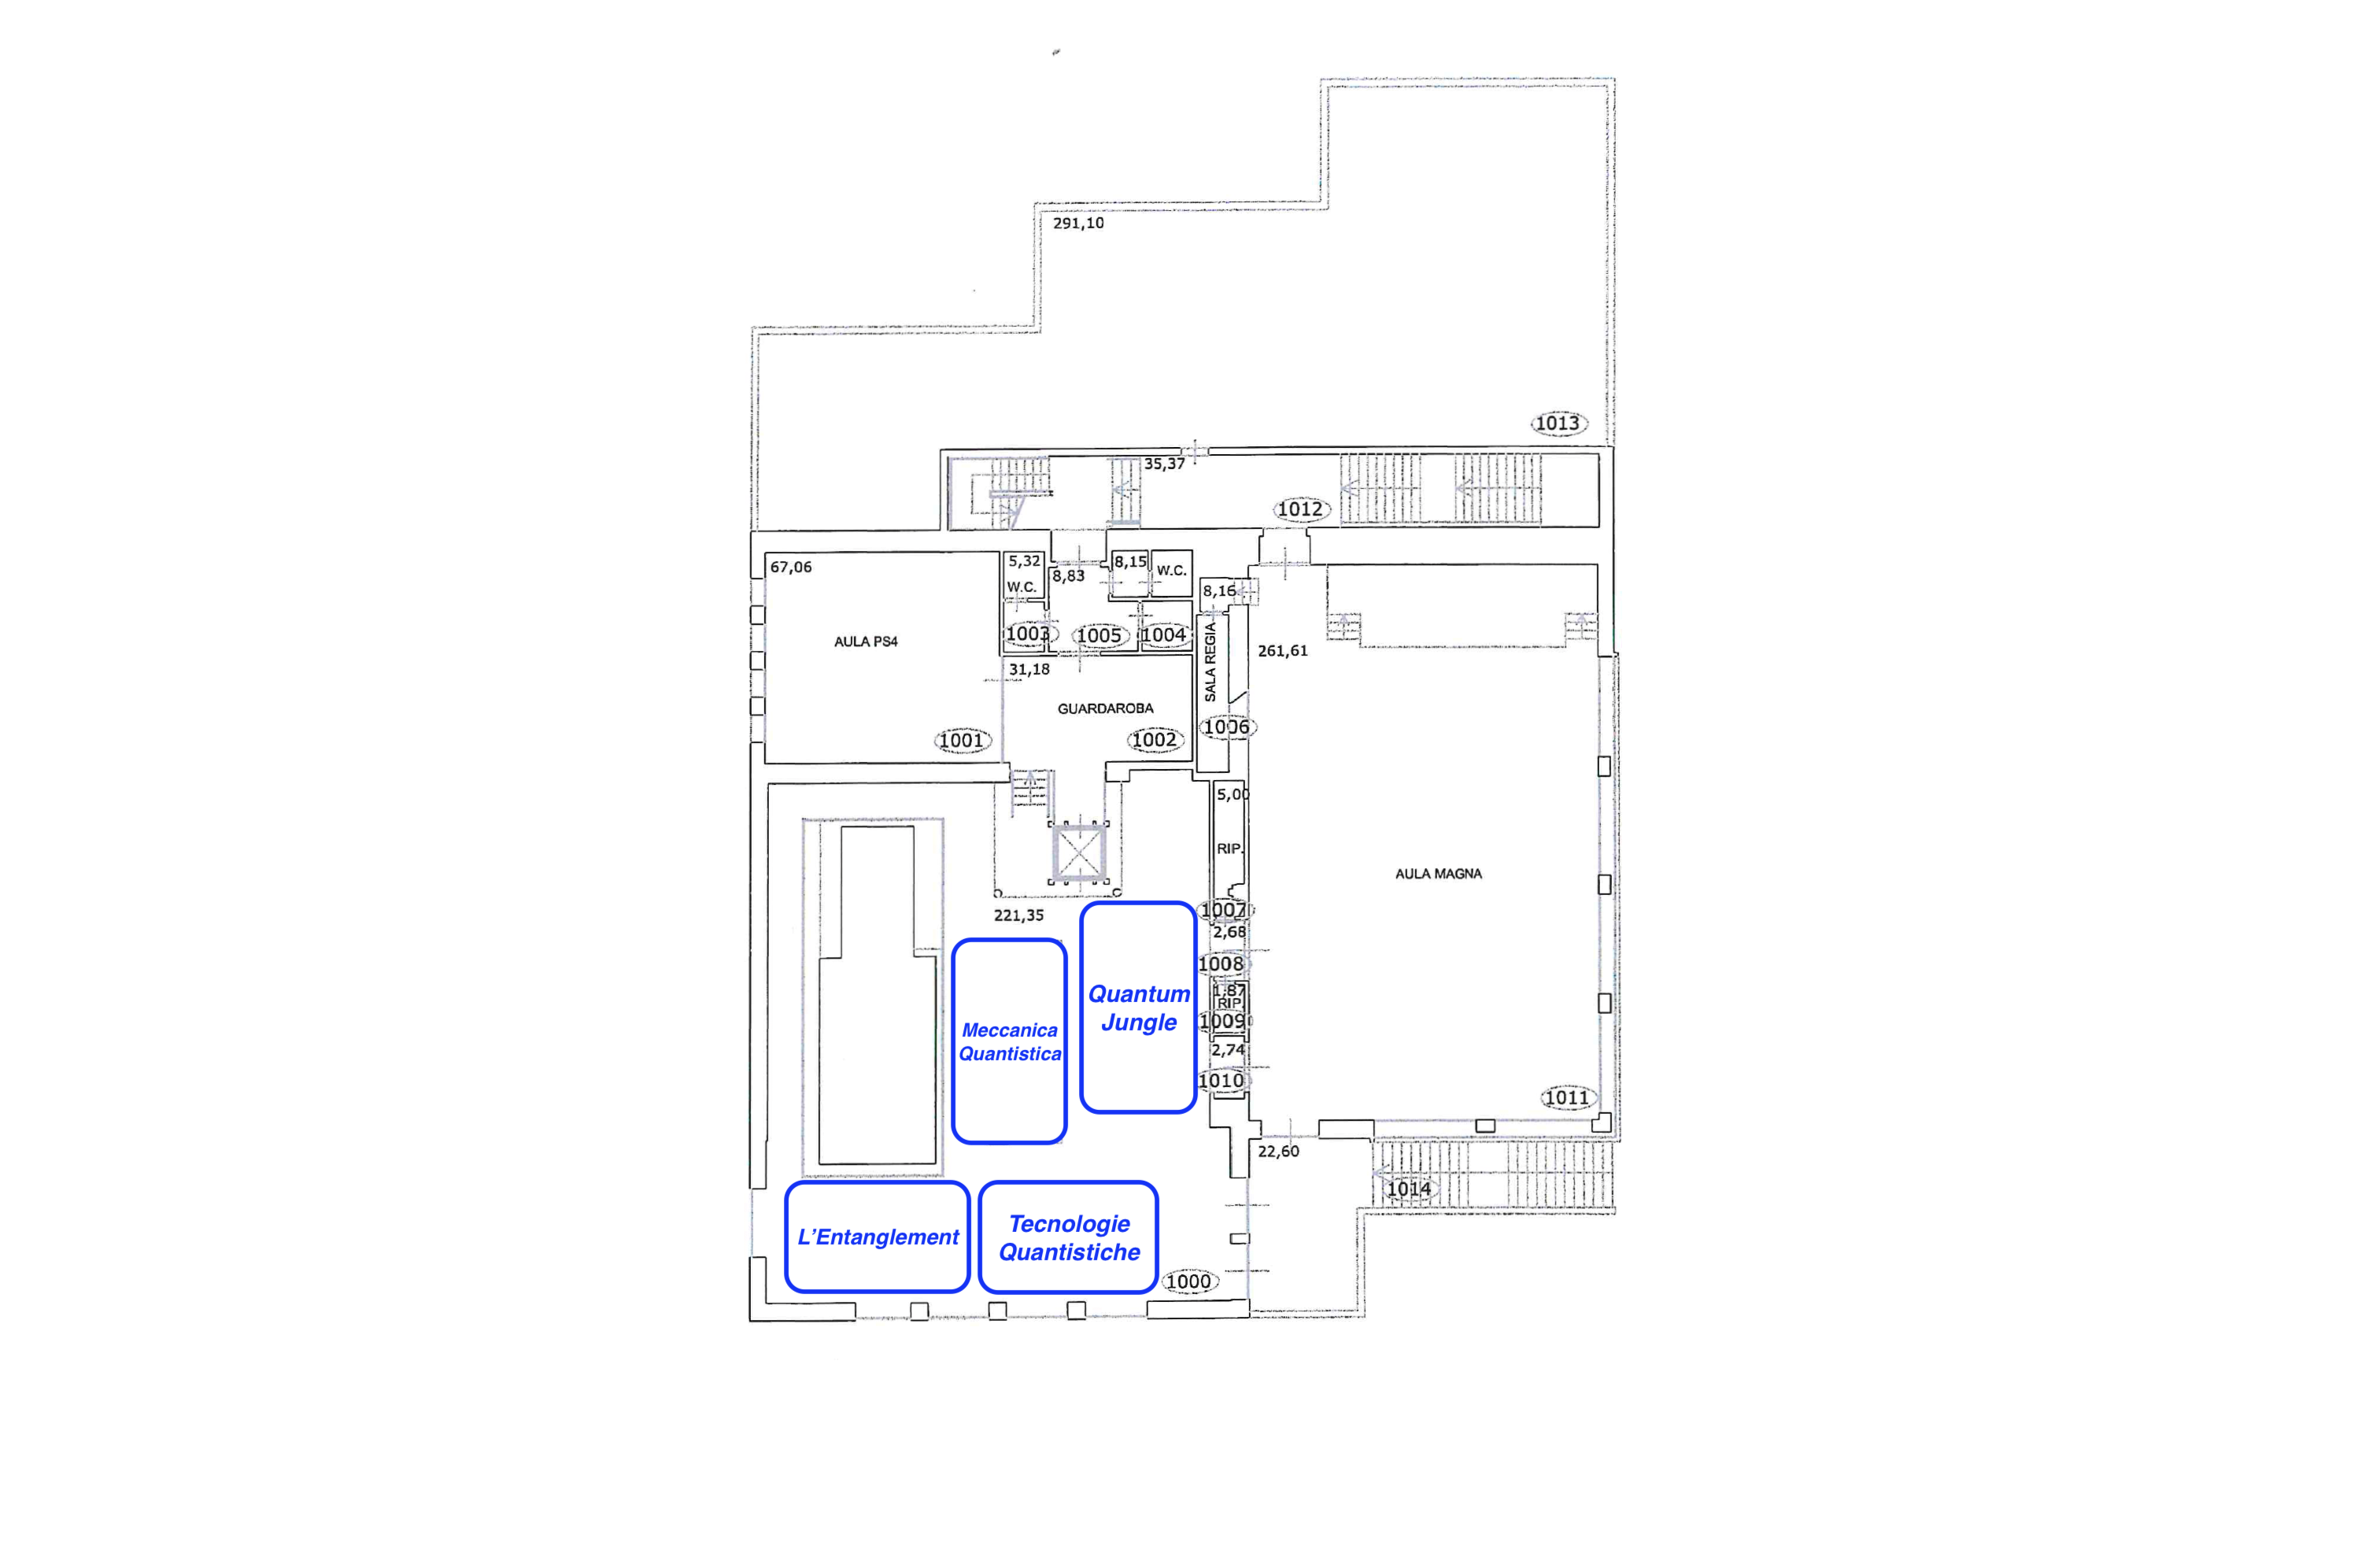 291,10
1013
35,37
1012
67,06
5,32
W.C.
8,83
8,15
W.C.
8,16
AULA PS4
1003
1005
1004
SALA REGIA
261,61
31,18
GUARDAROBA
1001
1002
1006
5,00
RIP.
AULA MAGNA
221,35
1007
2,68
1008
1,87
RIP.
1009
2,74
1010
Quantum
Jungle
Meccanica
Quantistica
1011
22,60
1014
L'Entanglement
Tecnologie
Quantistiche
1000